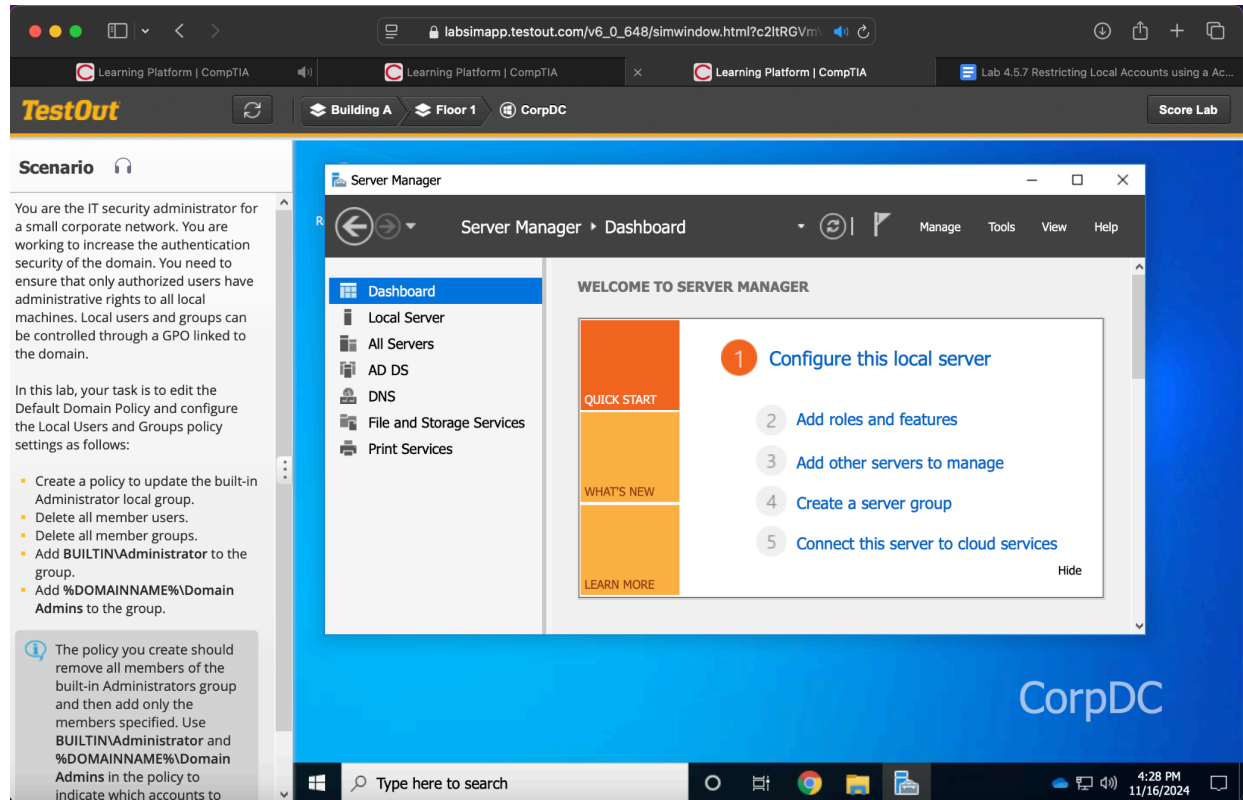 labsimapp.testout.com/v6_0_648/simwindow.html?c2ltRGVm\
Learning Platform | CompTIA
Learning Platform | CompTIA
Learning Platform | CompTIA
Lab 4.5.7 Restricting Local Accounts using a Ac...
TestOut
Building A
Floor 1
CorpDC
Score Lab
Scenario
You are the IT security administrator for
a small corporate network. You are
working to increase the authentication
security of the domain. You need to
ensure that only authorized users have
administrative rights to all local
machines. Local users and groups can
be controlled through a GPO linked to
the domain.
In this lab, your task is to edit the
Default Domain Policy and configure
the Local Users and Groups policy
settings as follows:
Create a policy to update the built-in
Administrator local group.
Delete all member users.
Delete all member groups.
Add BUILTIN\Administrator to the
group.
Add %DOMAINNAME%\Domain
Admins to the group.
The policy you create should
remove all members of the
built-in Administrators group
and then add only the
members specified. Use
BUILTIN\Administrator and
%DOMAINNAME%\Domain
Admins in the policy to
indicate which accounts to
R
Server Manager
Server Manager
Dashboard
Manage
Tools
View
Help
Dashboard
Local Server
All Servers
AD DS
DNS
File and Storage Services
Print Services
WELCOME TO SERVER MANAGER
QUICK START
WHAT'S NEW
LEARN MORE
1 Configure this local server
2 Add roles and features
3 Add other servers to manage
4 Create a server group
5 Connect this server to cloud services
Hide
CorpDC
Type here to search
4:28 PM
11/16/2024